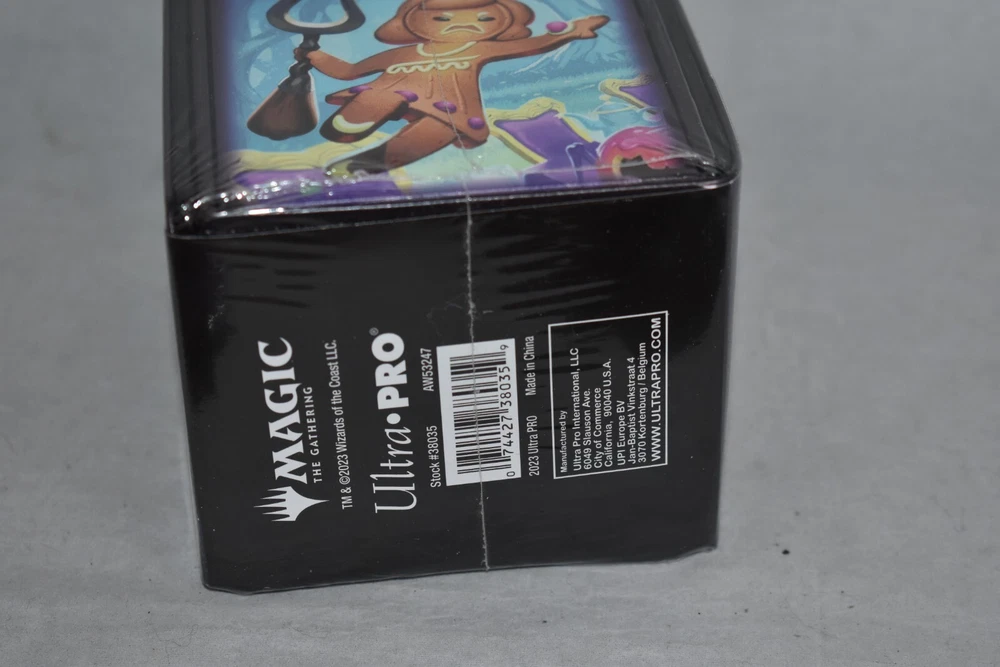 MAGIC
THE GATHERING
TM & ©2023 Wizards of the Coast LLC.
Ultra•PRO®
Stock #38035 AW53247
0 74427 38035 9
2023 Ultra PRO Made in China
Manufactured by
Ultra Pro International, LLC
6049 Slauson Ave.
City of Commerce
California, 90040 U.S.A.
UPI Europe BV
Jan-Baptist Vinkstraat 4
3070 Kortenburg / Belgium
WWW.ULTRAPRO.COM